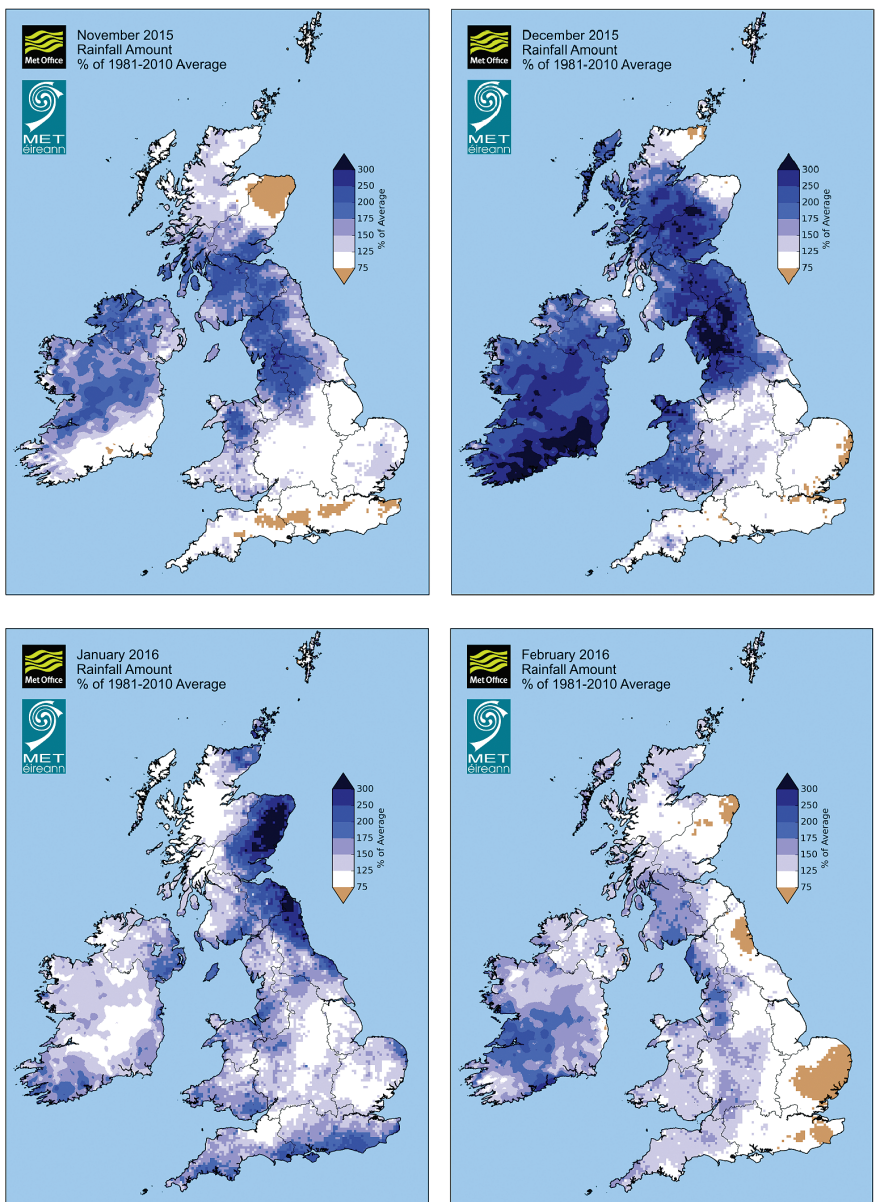 November 2015
Rainfall Amount
% of 1981-2010 Average
Met Office
MET
éireann
300
250
200
175
150
125
75
% of Average
December 2015
Rainfall Amount
% of 1981-2010 Average
Met Office
MET
éireann
300
250
200
175
150
125
75
% of Average
January 2016
Rainfall Amount
% of 1981-2010 Average
Met Office
MET
éireann
300
250
200
175
150
125
75
% of Average
February 2016
Rainfall Amount
% of 1981-2010 Average
Met Office
MET
éireann
300
250
200
175
150
125
75
% of Average